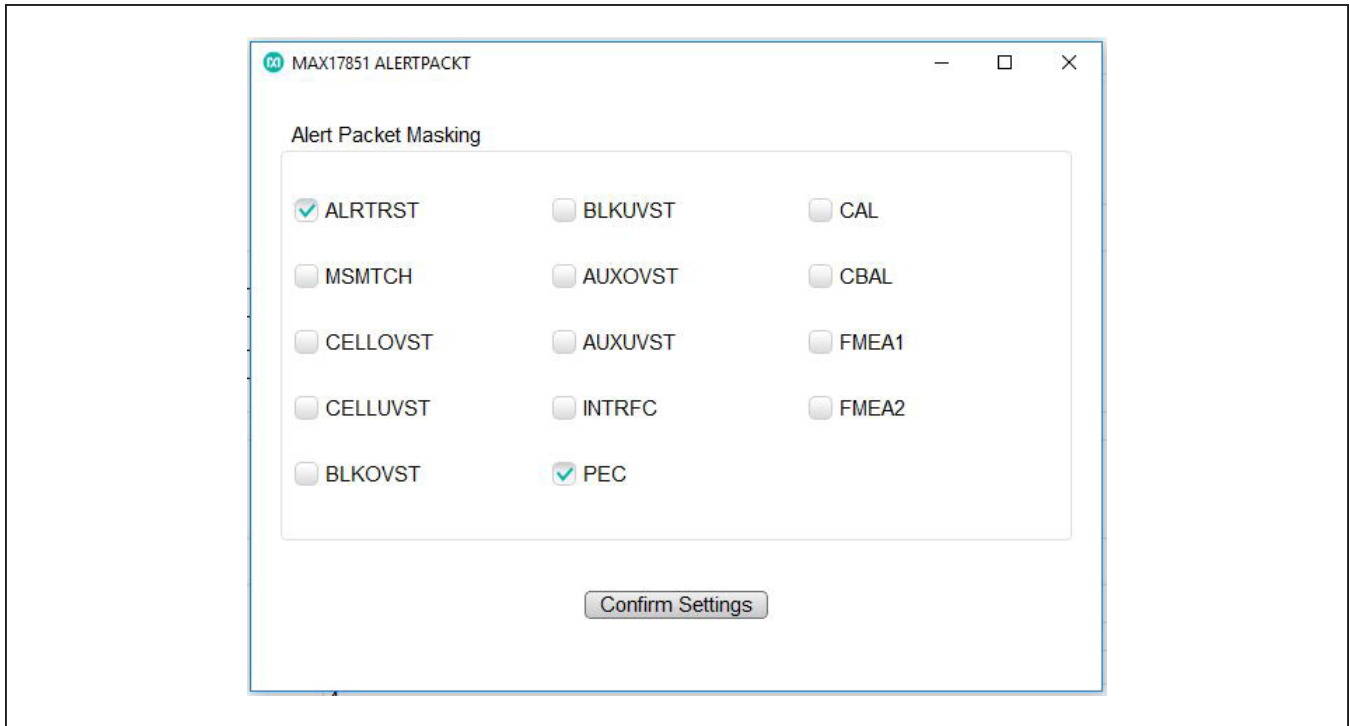 MAX17851 ALERTPACKT
Alert Packet Masking
ALRTRST BLKUVST CAL
MSMTCH AUXOVST CBAL
CELLOVST AUXUVST FMEA1
CELLUVST INTRFC FMEA2
BLKOVST PEC
Confirm Settings